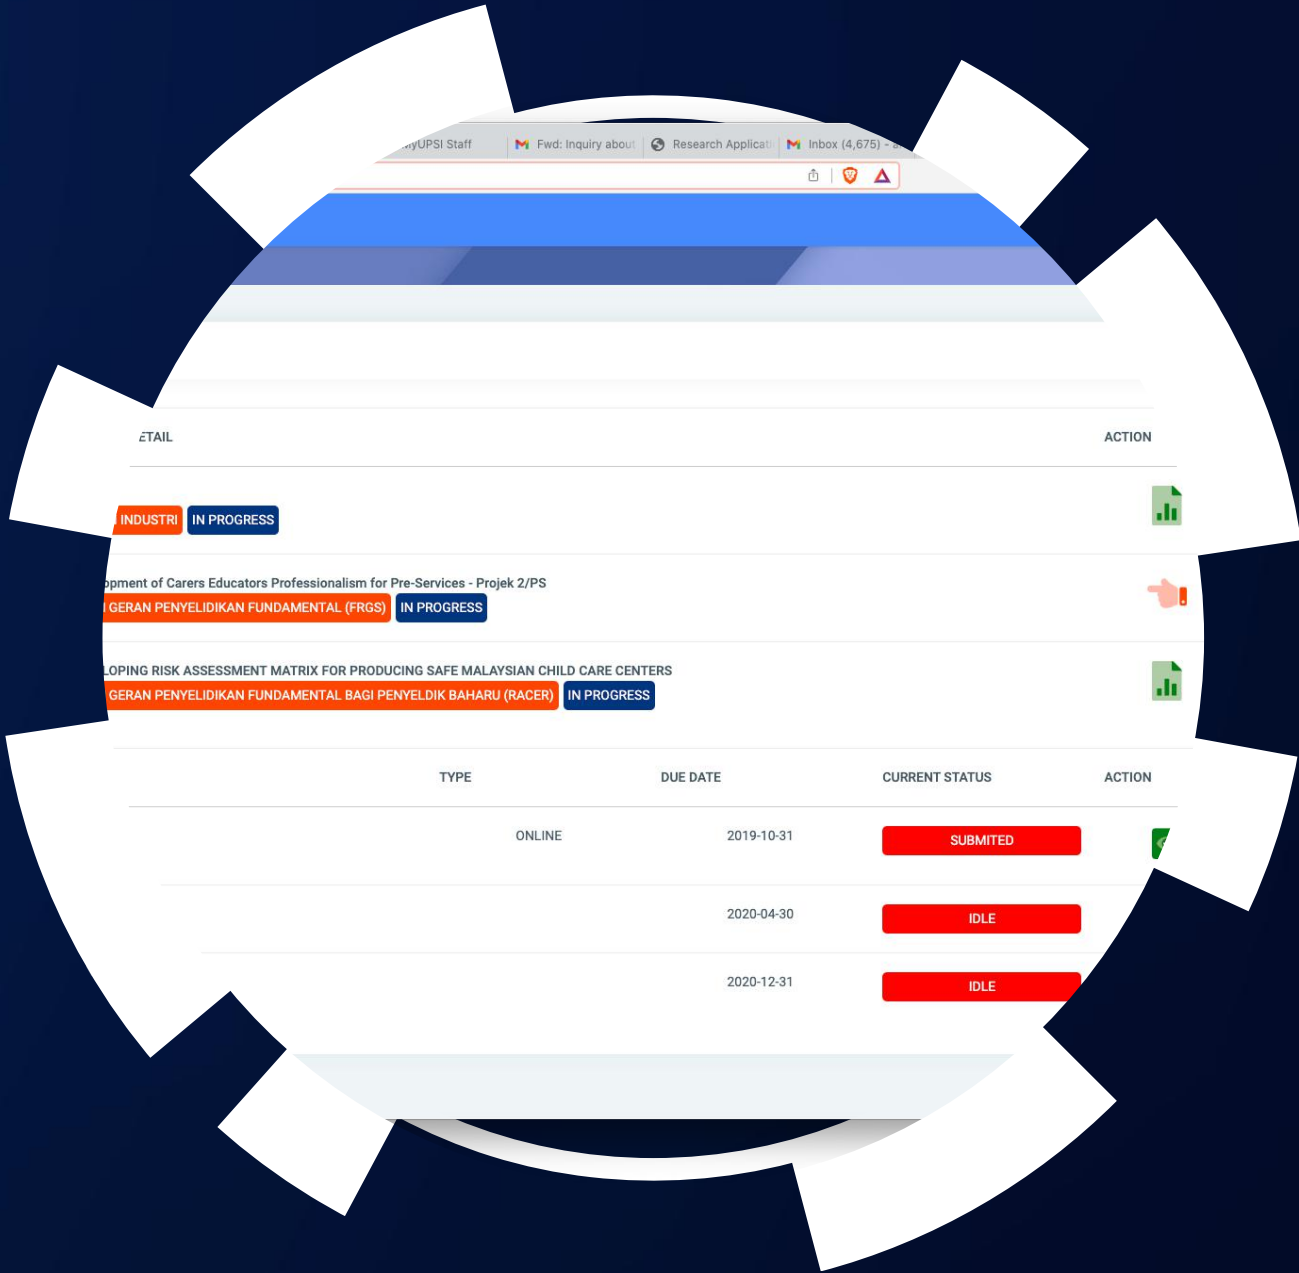 MyUPSI Staff Fwd: Inquiry about Research Applicati Inbox (4,675) -
ETAIL ACTION
INDUSTRI IN PROGRESS
opment of Carers Educators Professionalism for Pre-Services - Projek 2/PS
GERAN PENYELIDIKAN FUNDAMENTAL (FRGS) IN PROGRESS
LOPING RISK ASSESSMENT MATRIX FOR PRODUCING SAFE MALAYSIAN CHILD CARE CENTERS
GERAN PENYELIDIKAN FUNDAMENTAL BAGI PENYELDIK BAHARU (RACER) IN PROGRESS
TYPE DUE DATE CURRENT STATUS ACTION
ONLINE 2019-10-31 SUBMITED
2020-04-30 IDLE
2020-12-31 IDLE